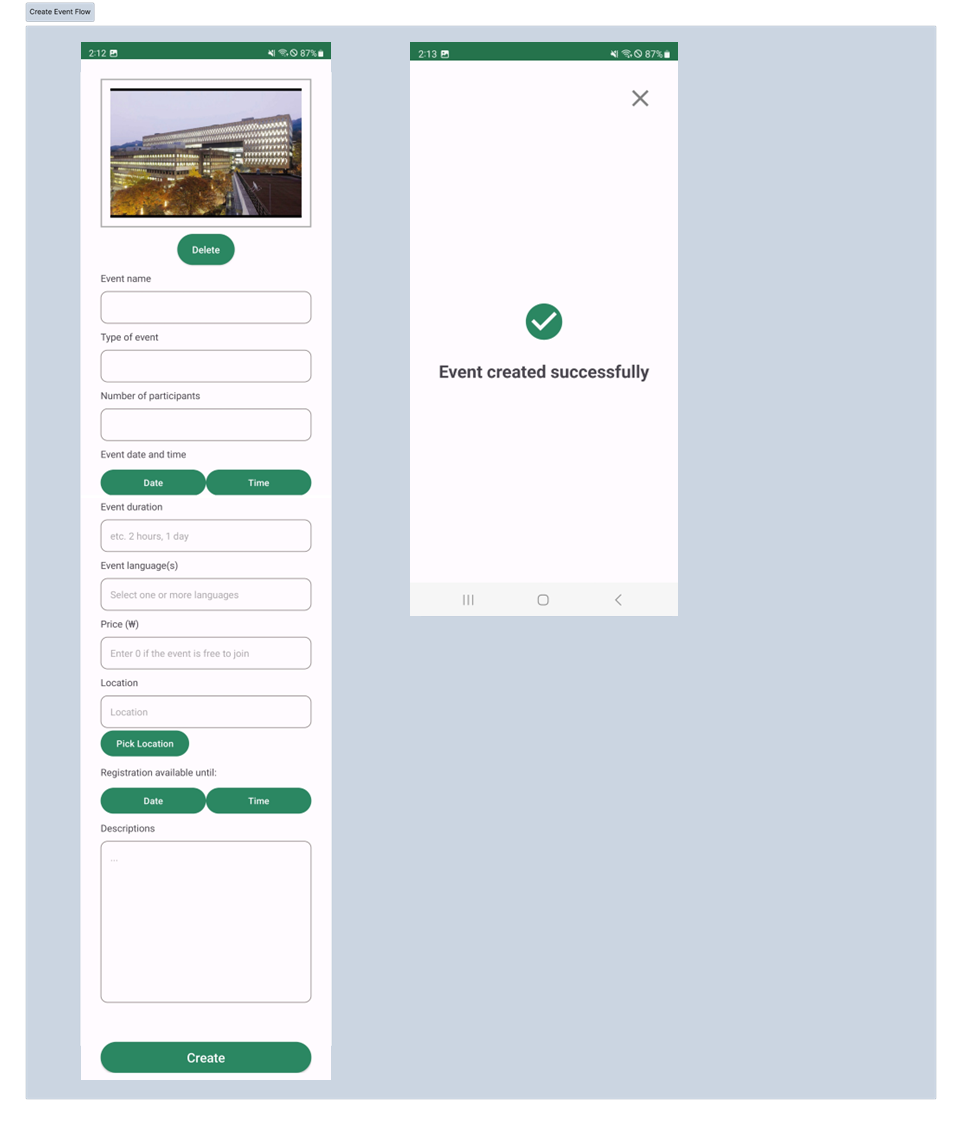 Create Event Flow
2:12 87%
Delete
Event name
Type of event
Number of participants
Event date and time
Date Time
Event duration
etc. 2 hours, 1 day
Event language(s)
Select one or more languages
Price (₩)
Enter 0 if the event is free to join
Location
Location
Pick Location
Registration available until:
Date Time
Descriptions
...
Create
2:13 87%
Event created successfully